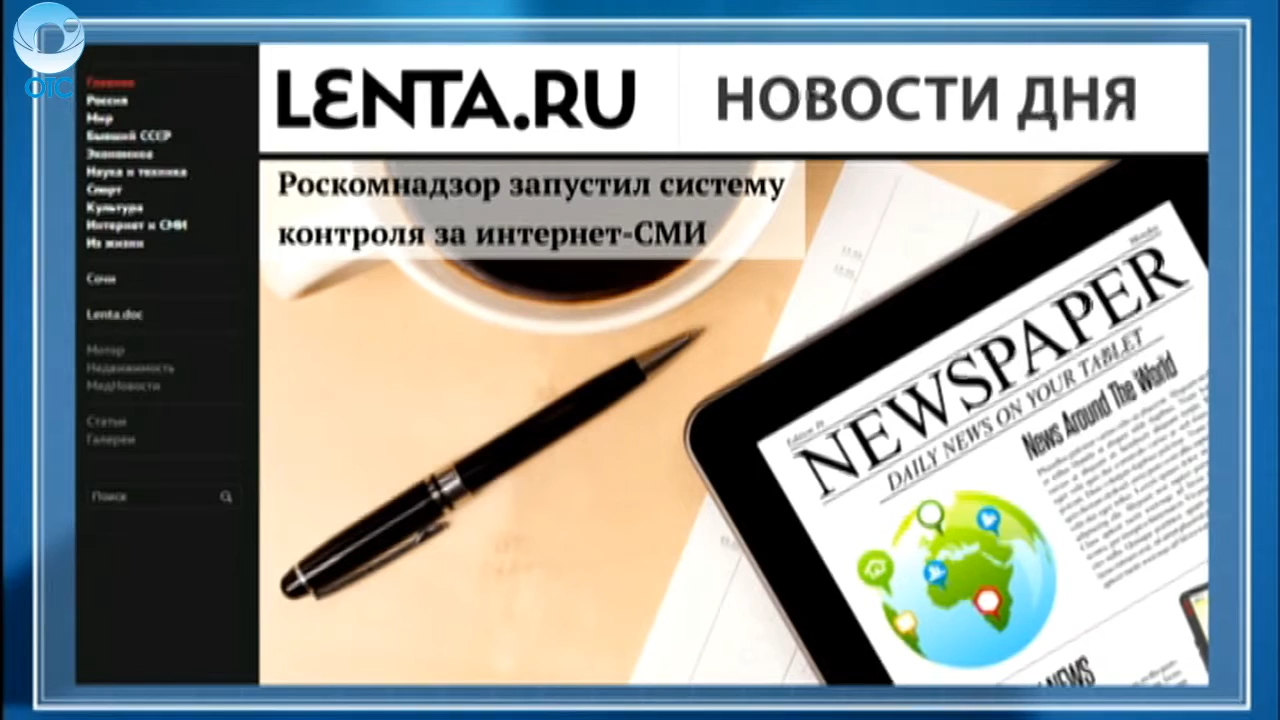 ОТС
Главное
Россия
Мир
Бывший СССР
Экономика
Наука и техника
Спорт
Культура
Интернет и СМИ
Из жизни
Сочи
Lenta.doc
Мотор
Недвижимость
МедНовости
Статьи
Галереи
Поиск
LENTA.RU
НОВОСТИ ДНЯ
Роскомнадзор запустил систему
контроля за интернет-СМИ
NEWSPAPER
DAILY NEWS ON YOUR TABLET
News Around The World
NEWS